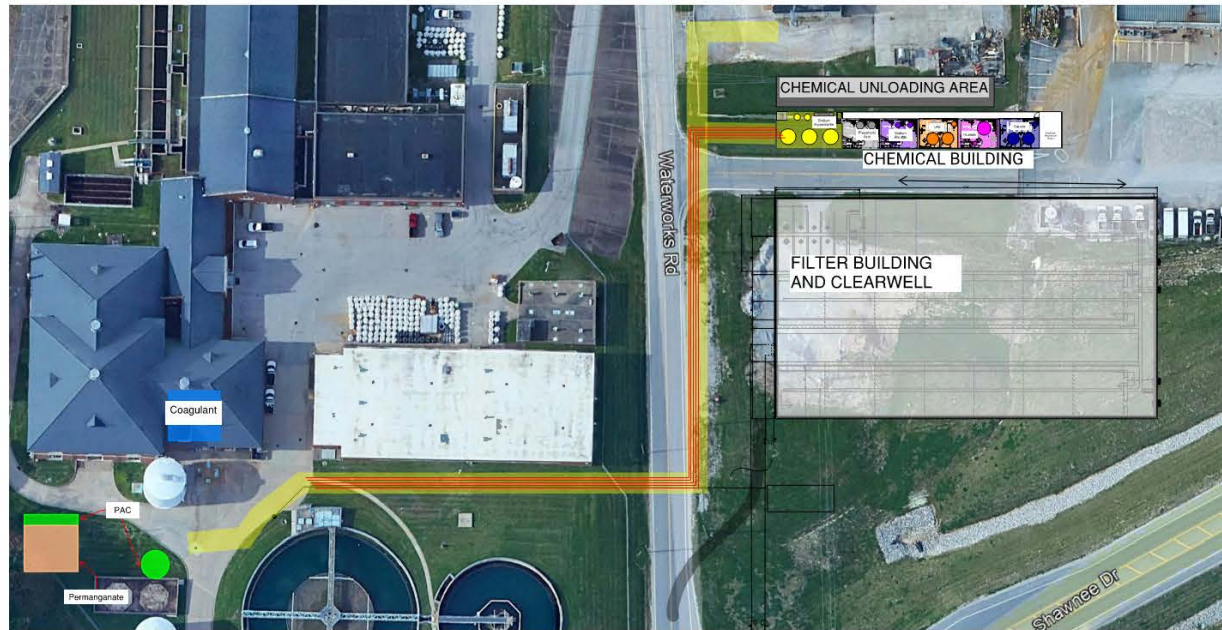 CHEMICAL UNLOADING AREA
CHEMICAL BUILDING
Waterworks Rd
FILTER BUILDING
AND CLEARWELL
Coagulant
PAC
Permanganate
Shawnee Dr